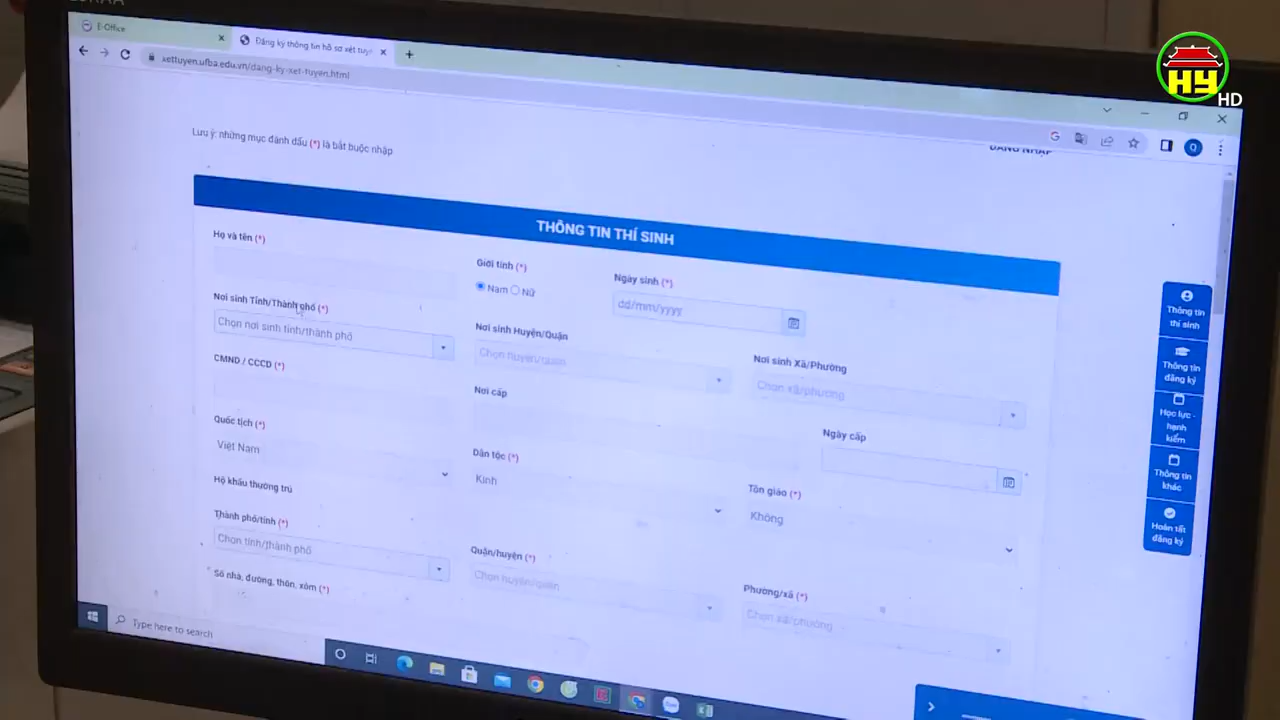 E-Office
Đăng ký thông tin hồ sơ xét tuyể
xettuyen.ufba.edu.vn/dang-ky-xet-tuyen.html
HY
HD
Lưu ý: những mục đánh dấu (*) là bắt buộc nhập
ĐĂNG NHẬP
THÔNG TIN THÍ SINH
Họ và tên (*)
Giới tính (*)
Nam
Nữ
Ngày sinh (*)
dd/mm/yyyy
Nơi sinh Tỉnh/Thành phố (*)
Chọn nơi sinh tỉnh/thành phố
Nơi sinh Huyện/Quận
Chọn huyện/quận
Nơi sinh Xã/Phường
Chọn xã/phường
CMND / CCCD (*)
Nơi cấp
Ngày cấp
Quốc tịch (*)
Việt Nam
Dân tộc (*)
Kinh
Tôn giáo (*)
Không
Hộ khẩu thường trú
Thành phố/tỉnh (*)
Chọn tỉnh/thành phố
Quận/huyện (*)
Chọn huyện/quận
Phường/xã (*)
Chọn xã/phường
Số nhà, đường, thôn, xóm (*)
Thông tin
thí sinh
Thông tin
đăng ký
Học lực -
hạnh
kiểm
Thông tin
khác
Hoàn tất
đăng ký
Type here to search